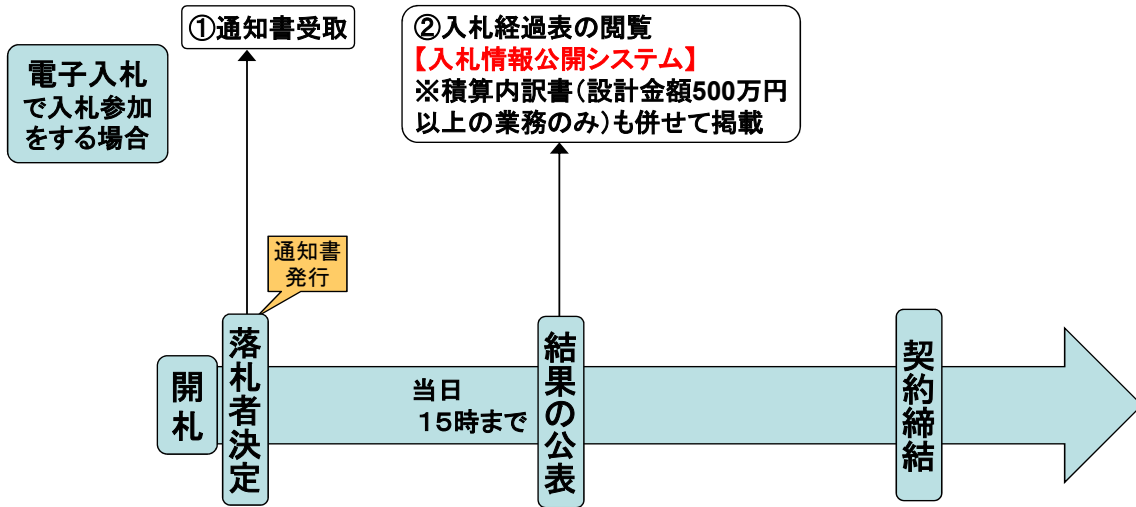 電子入札
で入札参加
をする場合
①通知書受取
②入札経過表の閲覧
【入札情報公開システム】
※積算内訳書(設計金額500万円
以上の業務のみ)も併せて掲載
通知書
発行
開札
落札者決定
当日
15時まで
結果の公表
契約締結